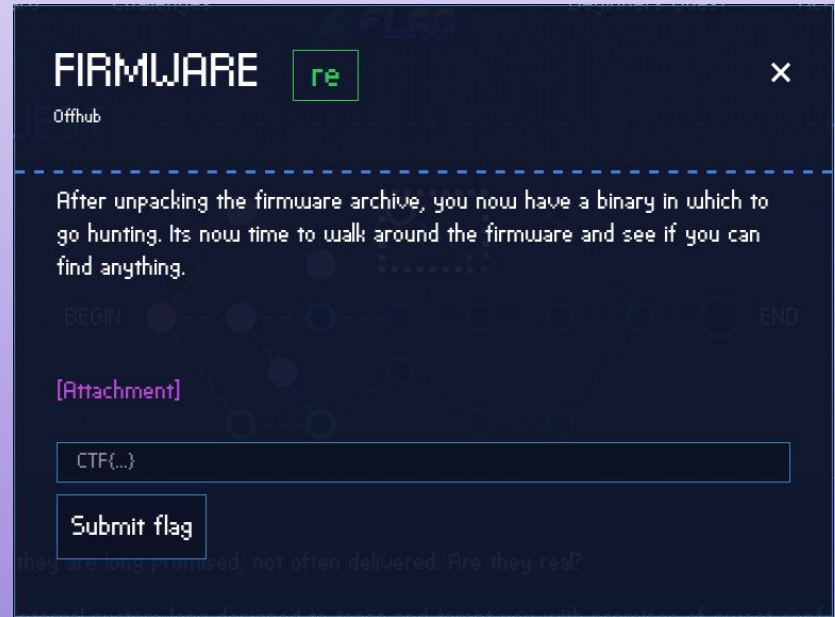 FIRMWARE
re
Offhub
After unpacking the firmware archive, you now have a binary in which to
go hunting. Its now time to walk around the firmware and see if you can
find anything.
BEGIN
END
[Attachment]
CTF{...}
Submit flag
they are long promised, not often delivered. Are they real?